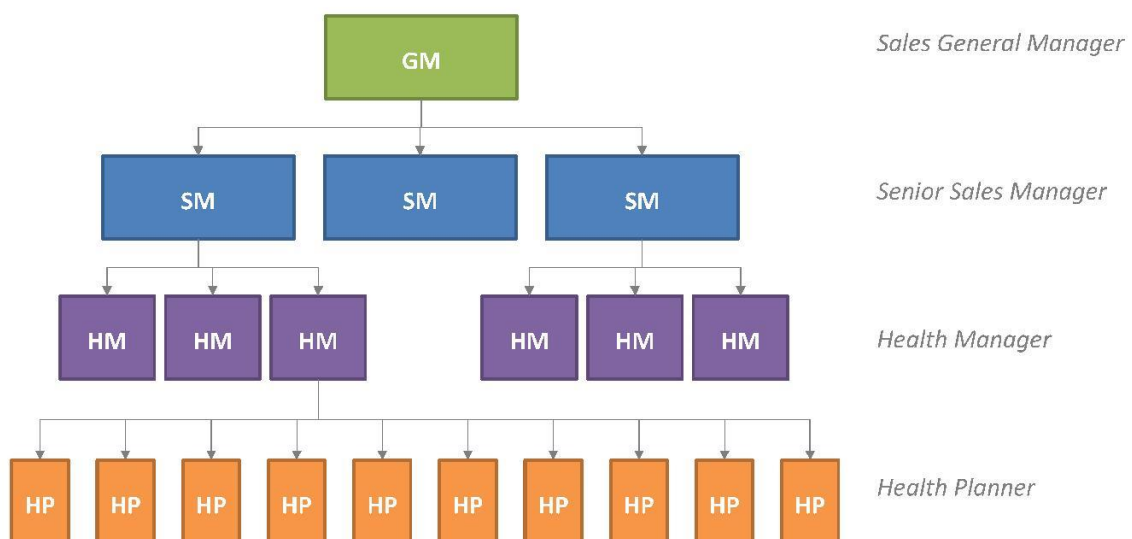 GM
Sales General Manager
SM SM SM
Senior Sales Manager
HM HM HM HM HM HM
Health Manager
HP HP HP HP HP HP HP HP HP HP
Health Planner